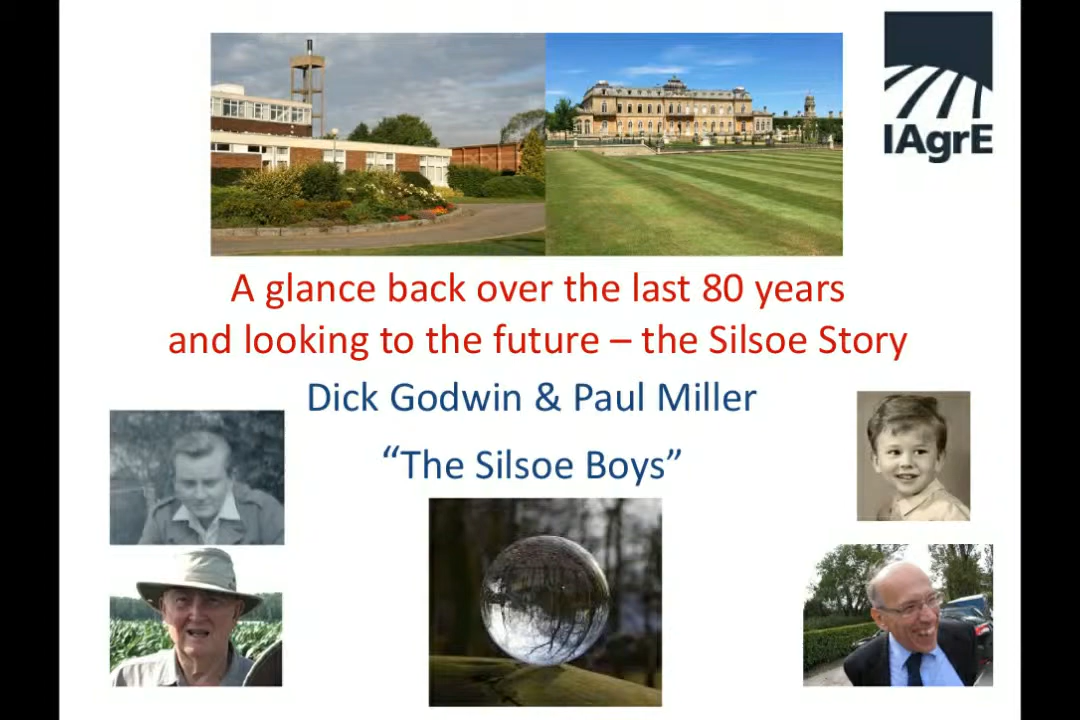 IAgrE
A glance back over the last 80 years
and looking to the future – the Silsoe Story
Dick Godwin & Paul Miller
“The Silsoe Boys”